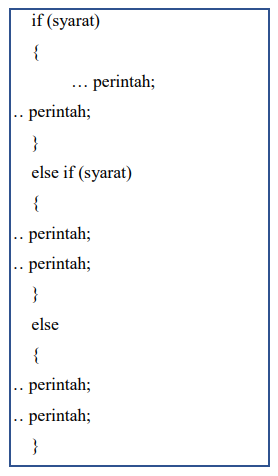 if (syarat)
{
… perintah;
.. perintah;
}
else if (syarat)
{
.. perintah;
.. perintah;
}
else
{
.. perintah;
.. perintah;
}